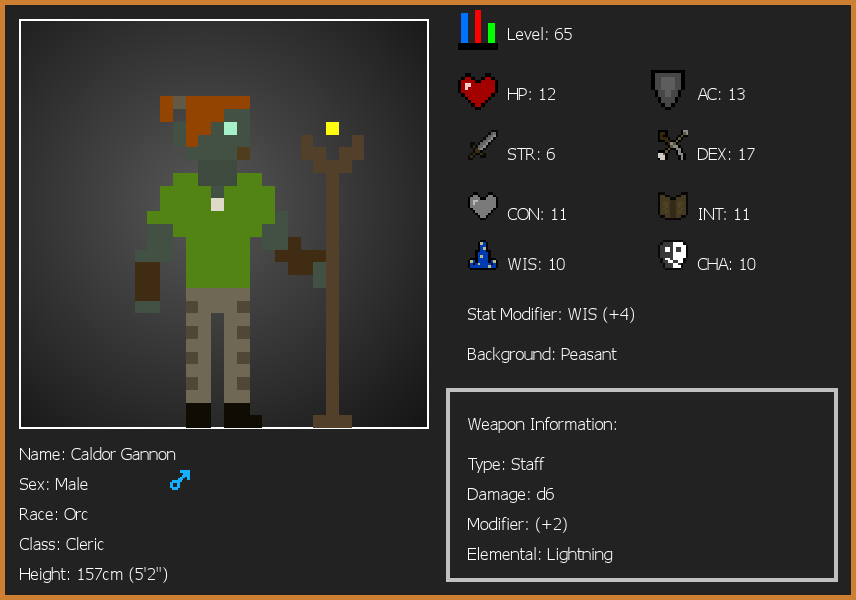 Level: 65
HP: 12
AC: 13
STR: 6
DEX: 17
CON: 11
INT: 11
WIS: 10
CHA: 10
Stat Modifier: WIS (+4)
Background: Peasant
Weapon Information:
Type: Staff
Damage: d6
Modifier: (+2)
Elemental: Lightning
Name: Caldor Gannon
Sex: Male
Race: Orc
Class: Cleric
Height: 157cm (5'2")